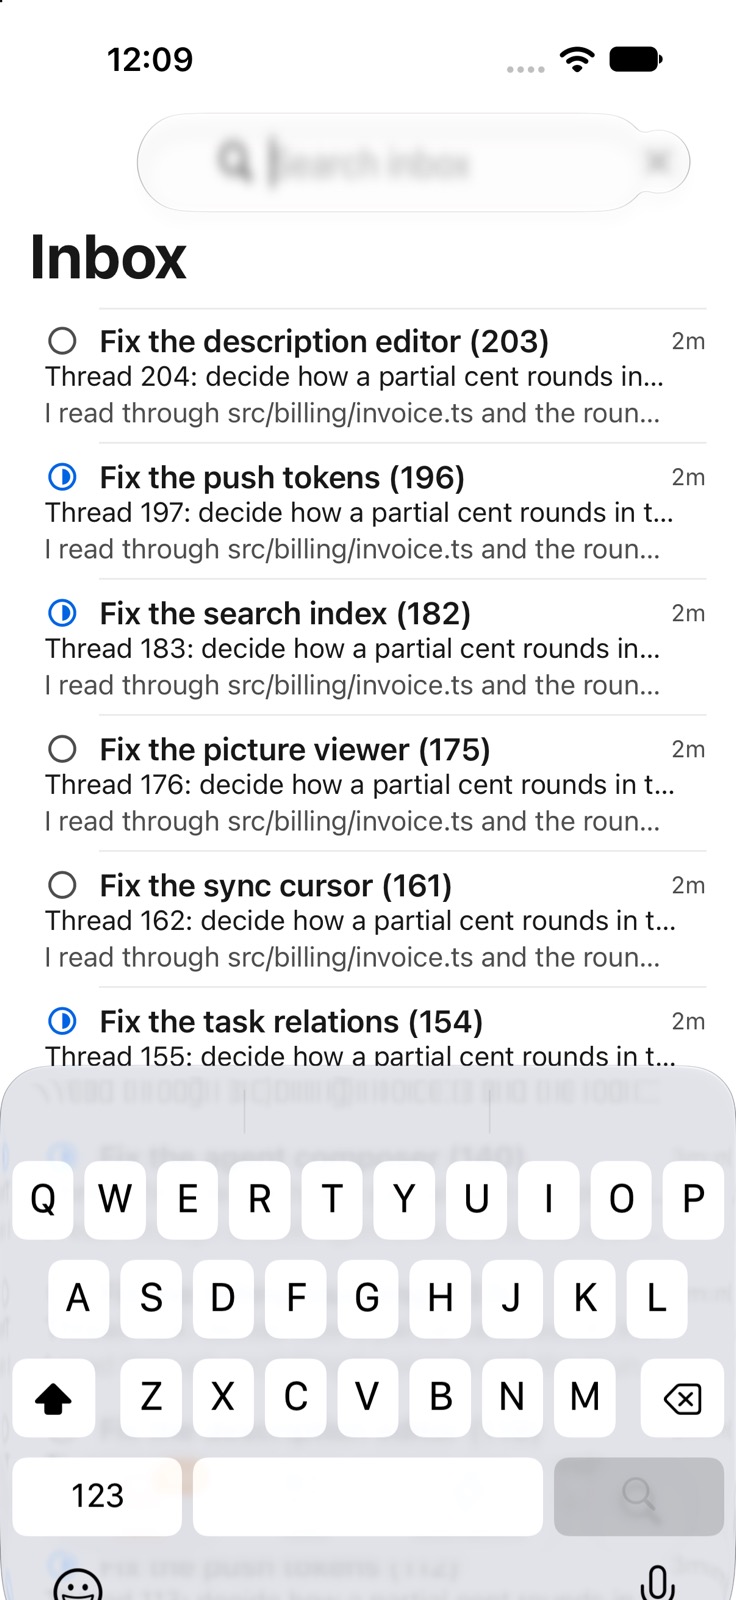 12:09
Search inbox
Inbox
Fix the description editor (203) 2m
Thread 204: decide how a partial cent rounds in...
I read through src/billing/invoice.ts and the roun...
Fix the push tokens (196) 2m
Thread 197: decide how a partial cent rounds in t...
I read through src/billing/invoice.ts and the roun...
Fix the search index (182) 2m
Thread 183: decide how a partial cent rounds in...
I read through src/billing/invoice.ts and the roun...
Fix the picture viewer (175) 2m
Thread 176: decide how a partial cent rounds in t...
I read through src/billing/invoice.ts and the roun...
Fix the sync cursor (161) 2m
Thread 162: decide how a partial cent rounds in t...
I read through src/billing/invoice.ts and the roun...
Fix the task relations (154) 2m
Thread 155: decide how a partial cent rounds in t...
Q W E R T Y U I O P
A S D F G H J K L
Z X C V B N M
123